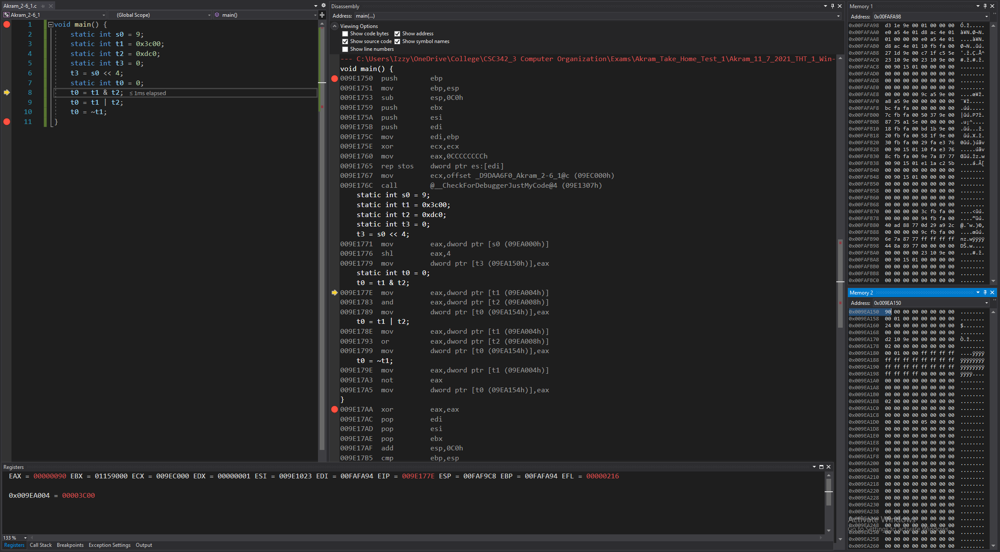 Akram_2-6_1.c
Akram_2-6_1 (Global Scope) main()
1 void main() {
2 static int s0 = 9;
3 static int t1 = 0x3c00;
4 static int t2 = 0xdc0;
5 static int t3 = 0;
6 t3 = s0 << 4;
7 static int t0 = 0;
8 t0 = t1 & t2; ≤ 1ms elapsed
9 t0 = t1 | t2;
10 t0 = ~t1;
11 }
Disassembly
Address: main(...)
Viewing Options
Show code bytes Show address
Show source code Show symbol names
Show line numbers
--- C:\Users\Izzy\OneDrive\College\CSC342_3 Computer Organization\Exams\Akram_Take_Home_Test_1\Akram_11_7_2021_THT_1_Win-
void main() {
009E1750 push ebp
009E1751 mov ebp,esp
009E1753 sub esp,0C0h
009E1759 push ebx
009E175A push esi
009E175B push edi
009E175C mov edi,ebp
009E175E xor ecx,ecx
009E1760 mov eax,0CCCCCCCCh
009E1765 rep stos dword ptr es:[edi]
009E1767 mov ecx,offset _D9DAA6F0_Akram_2-6_1@c (09EC000h)
009E176C call @__CheckForDebuggerJustMyCode@4 (09E1307h)
static int s0 = 9;
static int t1 = 0x3c00;
static int t2 = 0xdc0;
static int t3 = 0;
t3 = s0 << 4;
009E1771 mov eax,dword ptr [s0 (09EA000h)]
009E1776 shl eax,4
009E1779 mov dword ptr [t3 (09EA150h)],eax
static int t0 = 0;
t0 = t1 & t2;
009E177E mov eax,dword ptr [t1 (09EA004h)]
009E1783 and eax,dword ptr [t2 (09EA008h)]
009E1789 mov dword ptr [t0 (09EA154h)],eax
t0 = t1 | t2;
009E178E mov eax,dword ptr [t1 (09EA004h)]
009E1793 or eax,dword ptr [t2 (09EA008h)]
009E1799 mov dword ptr [t0 (09EA154h)],eax
t0 = ~t1;
009E179E mov eax,dword ptr [t1 (09EA004h)]
009E17A3 not eax
009E17A5 mov dword ptr [t0 (09EA154h)],eax
}
009E17AA xor eax,eax
009E17AC pop edi
009E17AD pop esi
009E17AE pop ebx
009E17AF add esp,0C0h
009E17B5 cmp ebp,esp
Memory 1
Address: 0x00FAFA98
0x00FAFA98 d3 1e 9e 00 01 00 00 00 Ó.ž.....
0x00FAFAA0 e0 a5 4e 01 d8 ac 4e 01 à¥N.Ø¬N.
0x00FAFAA8 01 00 00 00 e0 a5 4e 01 ....à¥N.
0x00FAFAB0 d8 ac 4e 01 10 fb fa 00 Ø¬N..ûú.
0x00FAFAB8 27 1d 9e 00 c7 1f c5 5e '.ž.Ç.Å^
0x00FAFAC0 23 10 9e 00 23 10 9e 00 #.ž.#.ž.
0x00FAFAC8 00 90 15 01 00 00 00 00 ........
0x00FAFAD0 00 00 00 00 00 00 00 00 ........
0x00FAFAD8 00 00 00 00 00 00 00 00 ........
0x00FAFAE0 00 00 00 00 00 00 00 00 ........
0x00FAFAE8 00 00 00 00 9c a5 9e 00 ....œ¥ž.
0x00FAFAF0 a8 a5 9e 00 00 00 00 00 ¨¥ž.....
0x00FAFAF8 bc fa fa 00 00 00 00 00 .úú.....
0x00FAFB00 7c fb fa 00 50 37 9e 00 |ûú.P7ž.
0x00FAFB08 87 75 a1 5e 00 00 00 00 .u¡^....
0x00FAFB10 18 fb fa 00 bd 1b 9e 00 .ûú...ž.
0x00FAFB18 20 fb fa 00 58 1f 9e 00 ûú.X.ž.
0x00FAFB20 30 fb fa 00 29 fa e3 76 0ûú.)úãv
0x00FAFB28 00 90 15 01 10 fa e3 76 .....úãv
0x00FAFB30 8c fb fa 00 9e 7a 87 77 Œûú.žz.w
0x00FAFB38 00 90 15 01 e1 1a c2 5b ....á.Â[
0x00FAFB40 00 00 00 00 00 00 00 00 ........
0x00FAFB48 00 90 15 01 00 00 00 00 ........
0x00FAFB50 00 00 00 00 00 00 00 00 ........
0x00FAFB58 00 00 00 00 00 00 00 00 ........
0x00FAFB60 00 00 00 00 00 00 00 00 ........
0x00FAFB68 00 00 00 00 00 00 00 00 ........
0x00FAFB70 00 00 00 00 3c fb fa 00 ....<ûú.
0x00FAFB78 00 00 00 00 94 fb fa 00 ....”ûú.
0x00FAFB80 40 ad 88 77 0d 29 a9 2c @.ˆw.)©,
0x00FAFB88 00 00 00 00 9c fb fa 00 ....œûú.
0x00FAFB90 6e 7a 87 77 ff ff ff ff nz.wÿÿÿÿ
0x00FAFB98 44 8a 89 77 00 00 00 00 DŠ.w....
0x00FAFBA0 00 00 00 00 23 10 9e 00 ....#.ž.
0x00FAFBA8 00 90 15 01 00 00 00 00 ........
0x00FAFBB0 00 00 00 00 00 00 00 00 ........
0x00FAFBB8 00 00 00 00 00 00 00 00 ........
0x00FAFBC0 00 00 00 00 00 00 00 00 ........
Memory 2
Address: 0x009EA150
0x009EA150 90 00 00 00 00 00 00 00 ........
0x009EA158 00 01 00 00 00 00 00 00 ........
0x009EA160 24 00 00 00 00 00 00 00 $.......
0x009EA168 00 00 00 00 00 00 00 00 ........
0x009EA170 d2 10 9e 00 00 00 00 00 Ò.ž.....
0x009EA178 02 00 00 00 00 00 00 00 ........
0x009EA180 00 01 00 00 ff ff ff ff ....ÿÿÿÿ
0x009EA188 ff ff ff ff ff ff ff ff ÿÿÿÿÿÿÿÿ
0x009EA190 ff ff ff ff ff ff ff ff ÿÿÿÿÿÿÿÿ
0x009EA198 ff ff ff ff 00 00 00 00 ÿÿÿÿ....
0x009EA1A0 00 00 00 00 00 00 00 00 ........
0x009EA1A8 00 00 00 00 00 00 00 00 ........
0x009EA1B0 00 00 00 00 00 00 00 00 ........
0x009EA1B8 02 00 00 00 00 00 00 00 ........
0x009EA1C0 00 00 00 00 00 00 00 00 ........
0x009EA1C8 00 00 00 00 00 00 00 00 ........
0x009EA1D0 00 00 00 00 05 00 00 00 ........
0x009EA1D8 00 00 00 00 00 00 00 00 ........
0x009EA1E0 00 00 00 00 00 00 00 00 ........
0x009EA1E8 00 00 00 00 00 00 00 00 ........
0x009EA1F0 00 00 00 00 00 00 00 00 ........
0x009EA1F8 00 00 00 00 00 00 00 00 ........
0x009EA200 00 00 00 00 00 00 00 00 ........
0x009EA208 00 00 00 00 00 00 00 00 ........
0x009EA210 00 00 00 00 00 00 00 00 ........
0x009EA218 00 00 00 00 00 00 00 00 ........
0x009EA220 00 00 00 00 00 00 00 00 ........
0x009EA228 00 00 00 00 00 00 00 00 ........
0x009EA230 00 00 00 00 00 00 00 00 ........
0x009EA238 00 00 00 00 00 00 00 00 ........
0x009EA240 00 00 00 00 00 00 00 00 ........
0x009EA248 00 00 00 00 00 00 00 00 ........
0x009EA250 00 00 00 00 00 00 00 00 ........
0x009EA258 00 00 00 00 00 00 00 00 ........
0x009EA260 00 00 00 00 00 00 00 00 ........
Activate Windows
Go to Settings to activate Windows.
Registers
EAX = 00000090 EBX = 01159000 ECX = 009EC000 EDX = 00000001 ESI = 009E1023 EDI = 00FAFA94 EIP = 009E177E ESP = 00FAF9C8 EBP = 00FAFA94 EFL = 00000216
0x009EA004 = 00003C00
133 %
Registers Call Stack Breakpoints Exception Settings Output